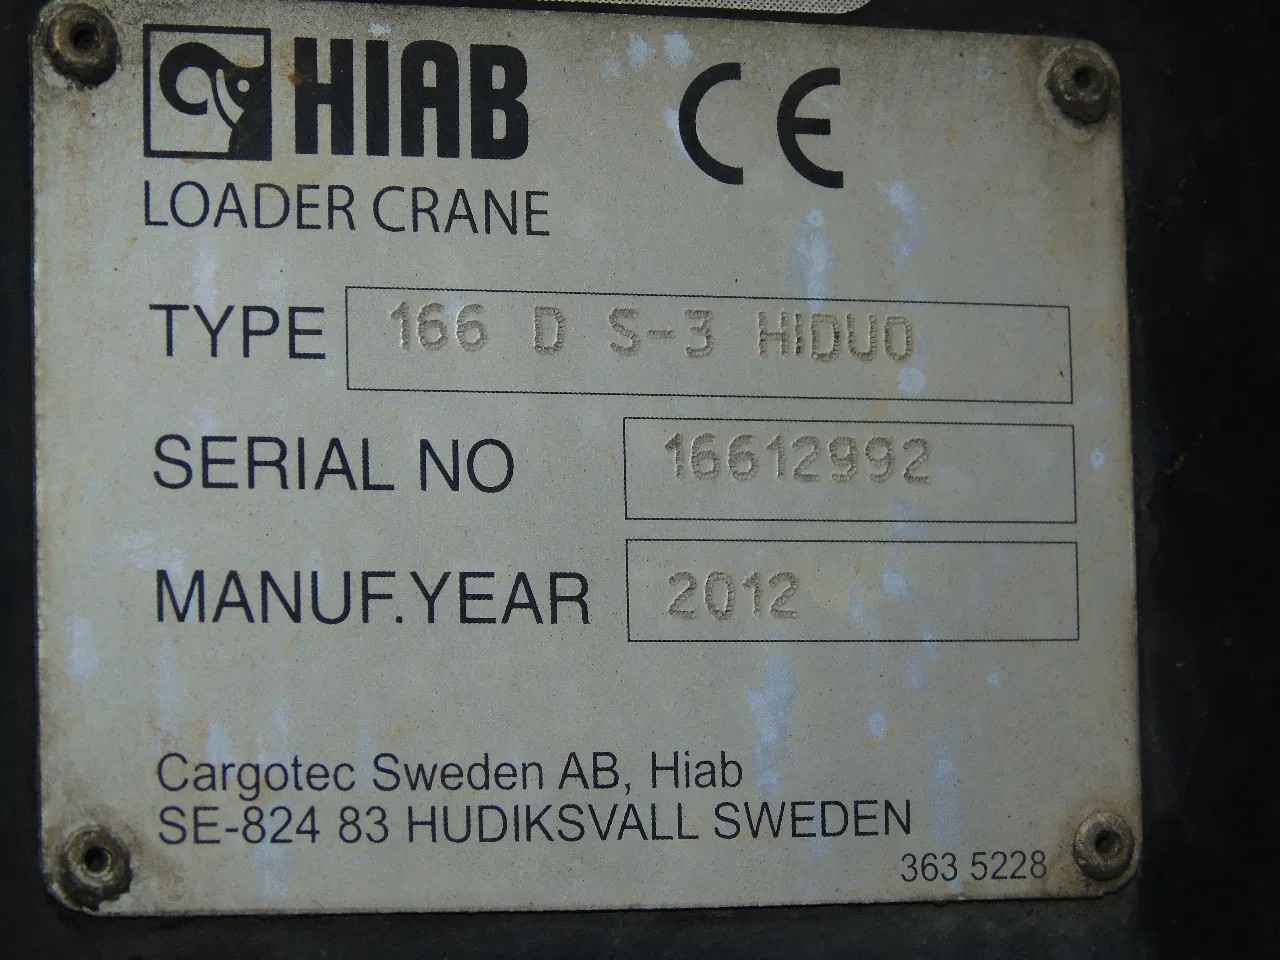 HIAB CE
LOADER CRANE
TYPE 166 D S-3 HIDUO
SERIAL NO 16612992
MANUF.YEAR 2012
Cargotec Sweden AB, Hiab
SE-824 83 HUDIKSVALL SWEDEN
363 5228